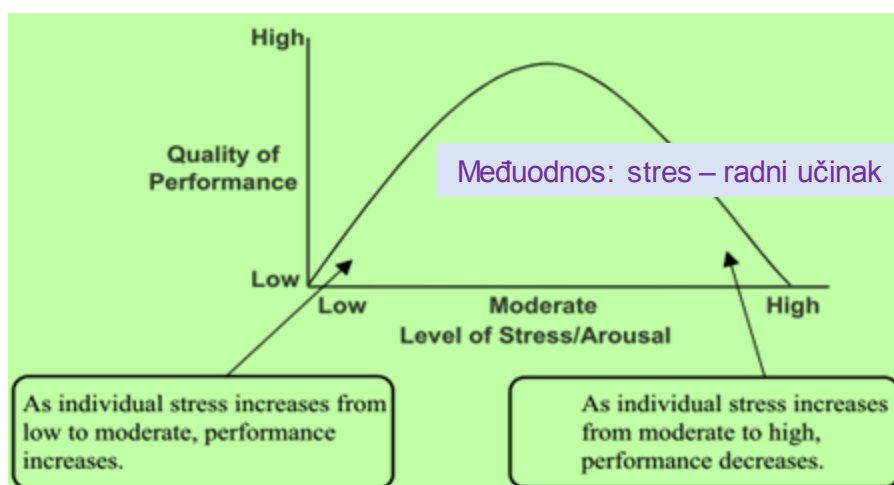 High
Quality of
Performance
Međuodnos: stres – radni učinak
Low
Low
Moderate
High
Level of Stress/Arousal
As individual stress increases from
low to moderate, performance
increases.
As individual stress increases
from moderate to high,
performance decreases.